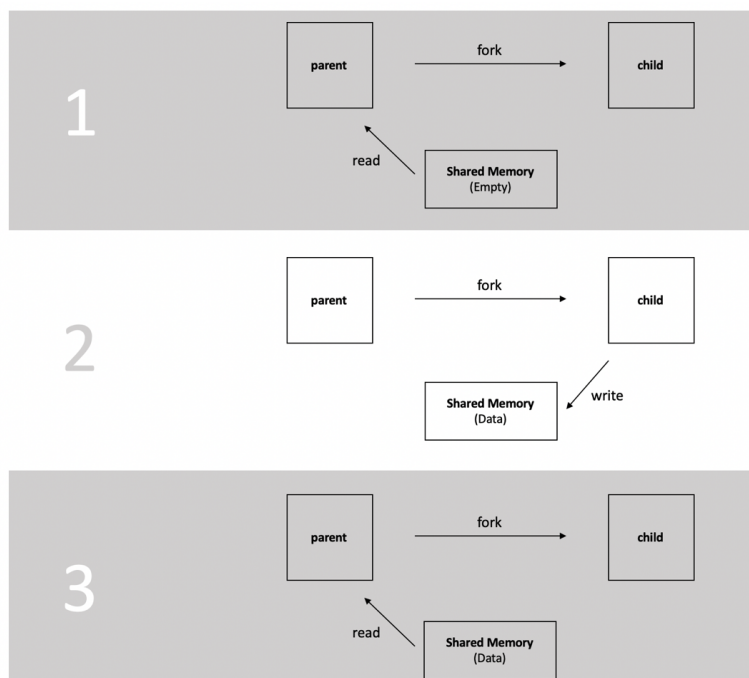 fork
parent
child
1
read
Shared Memory
(Empty)
fork
parent
child
2
write
Shared Memory
(Data)
fork
parent
child
3
read
Shared Memory
(Data)